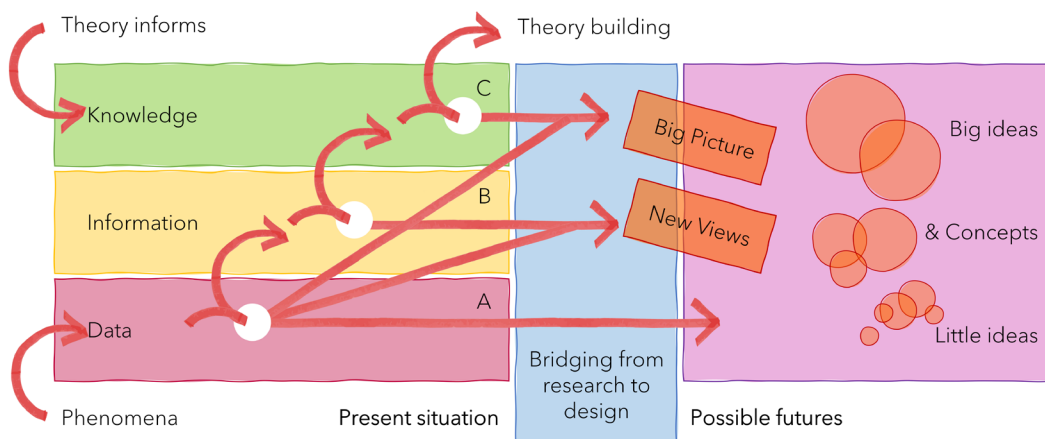 Theory informs
Theory building
C
Knowledge
Big Picture
Big ideas
B
Information
New Views
& Concepts
A
Data
Little ideas
Bridging from
research to
design
Phenomena
Present situation
Possible futures